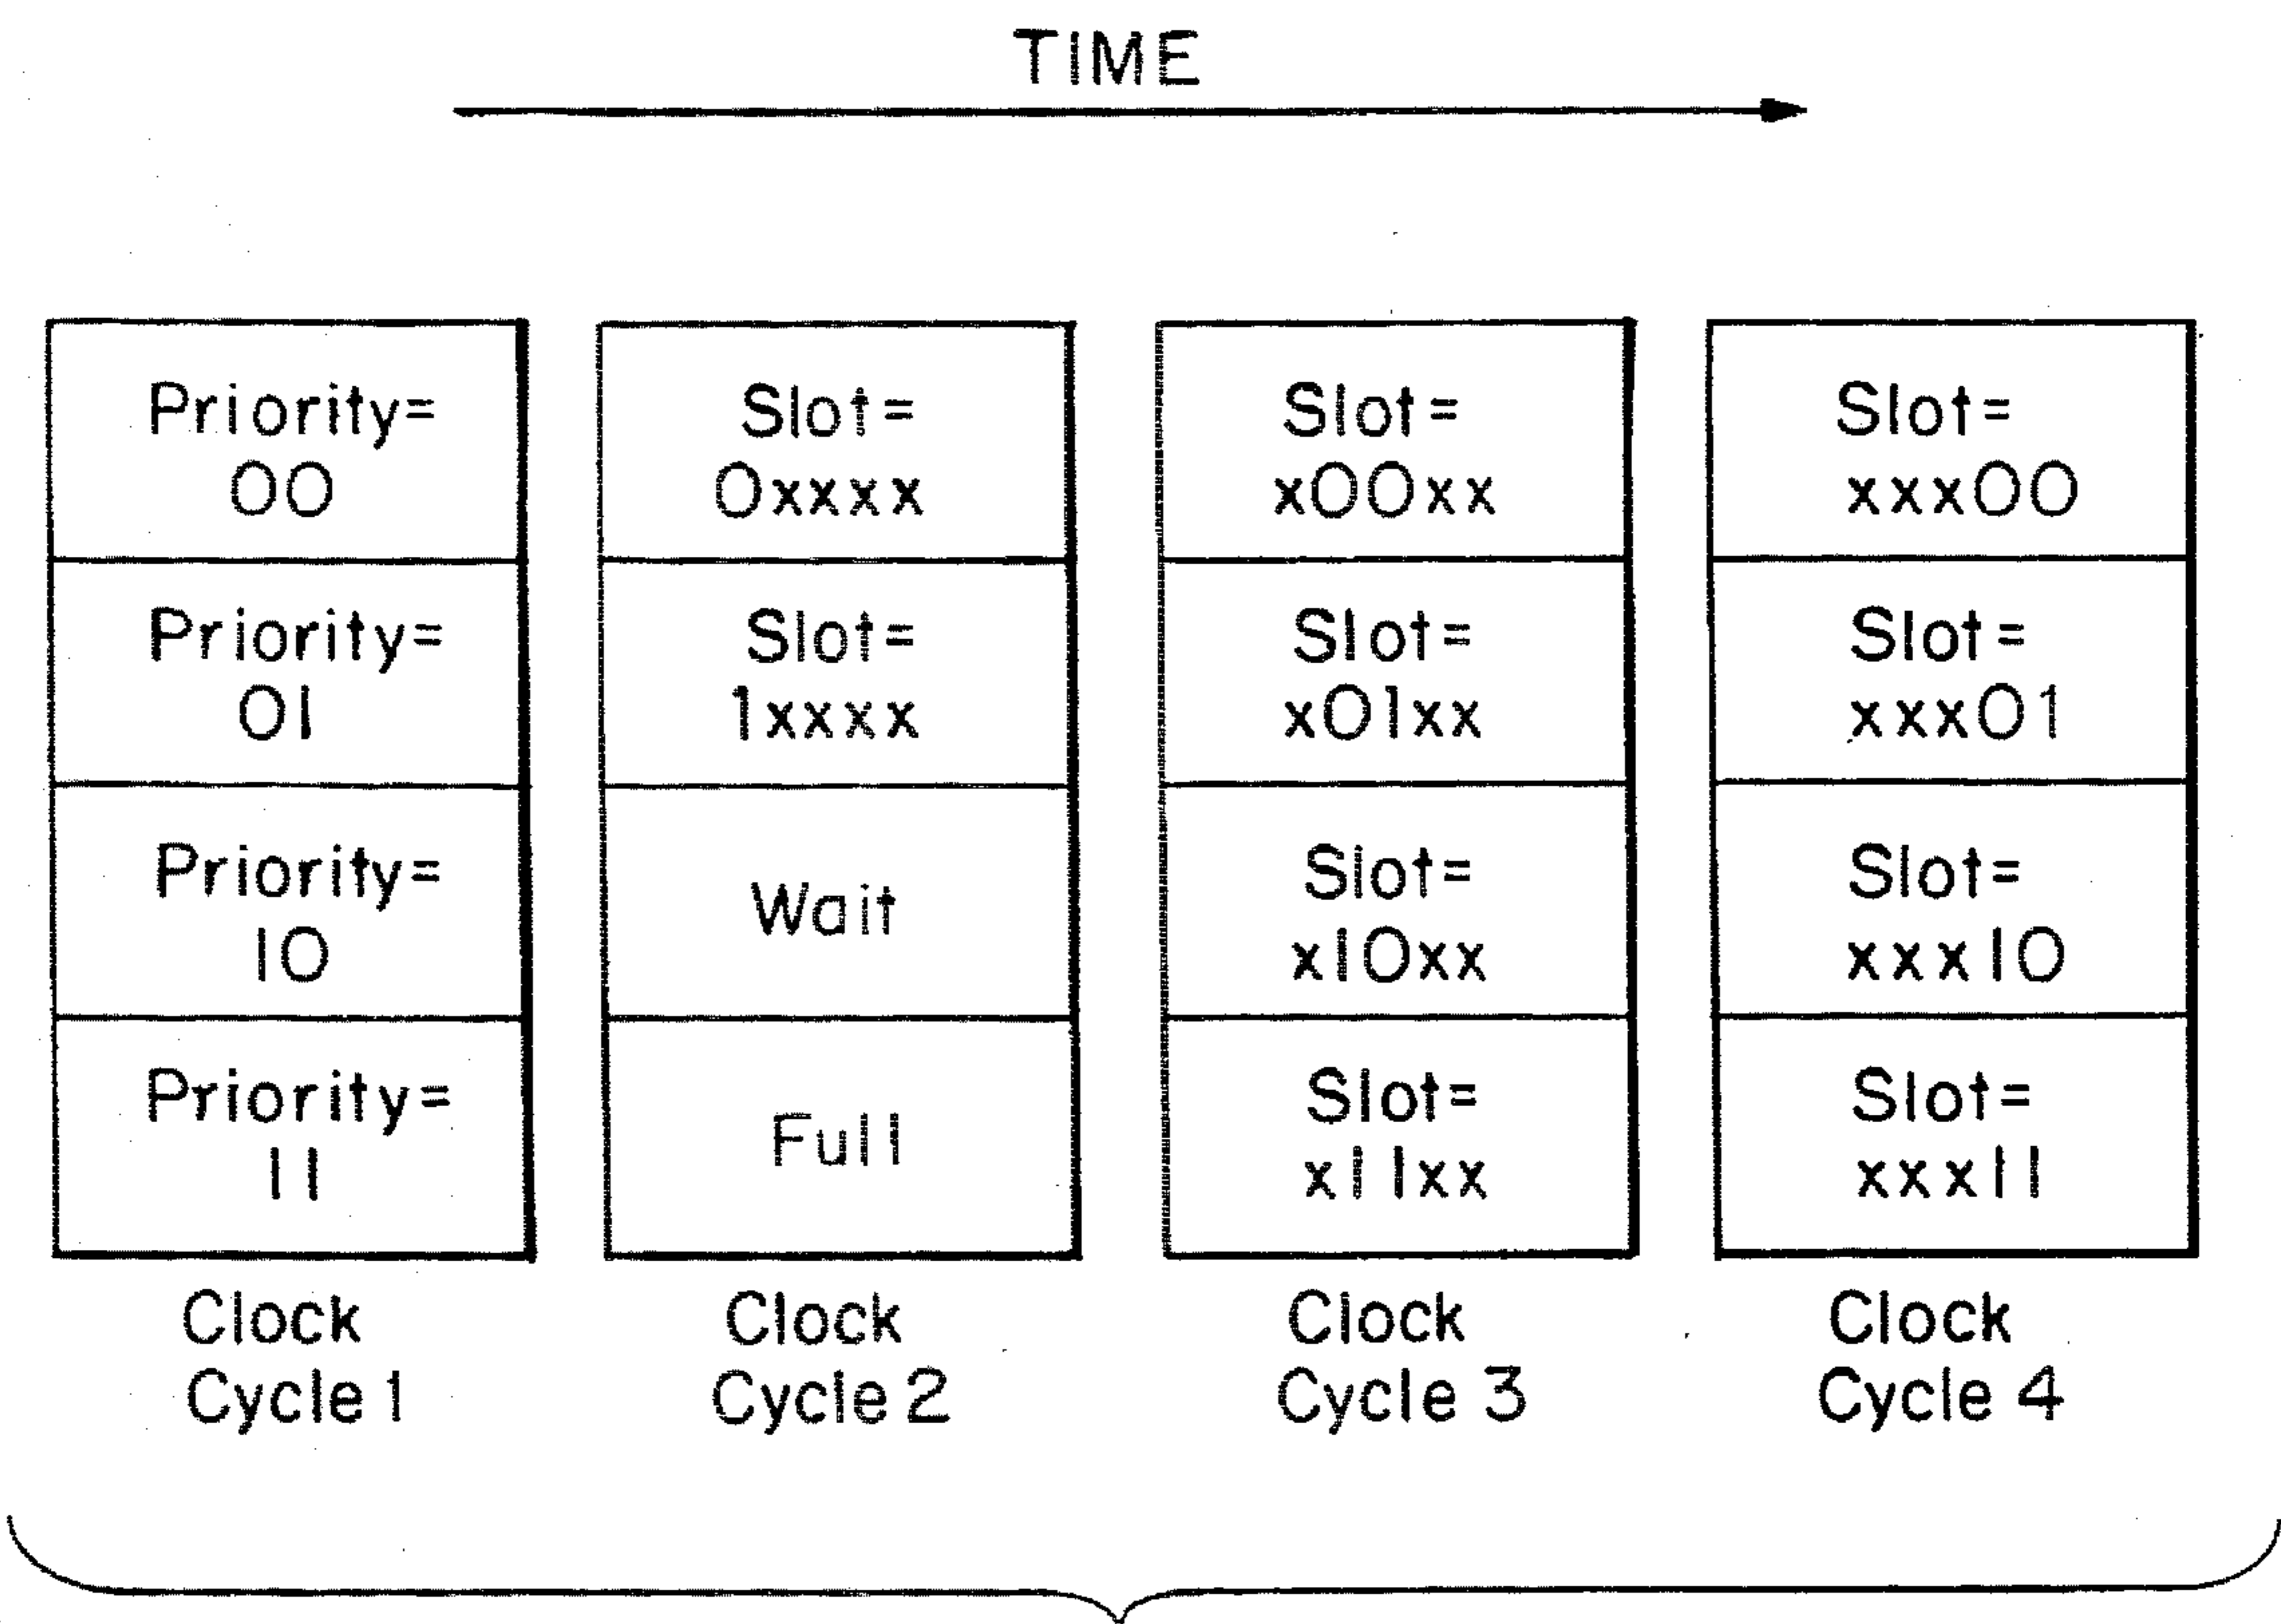 TIME
Priority=
00
Priority=
01
Priority=
10
Priority=
11
Clock
Cycle 1
Slot=
0xxxx
Slot=
1xxxx
Wait
Full
Clock
Cycle 2
Slot=
x00xx
Slot=
x01xx
Slot=
x10xx
Slot=
x11xx
Clock
Cycle 3
Slot=
xxx00
Slot=
xxx01
Slot=
xxx10
Slot=
xxx11
Clock
Cycle 4